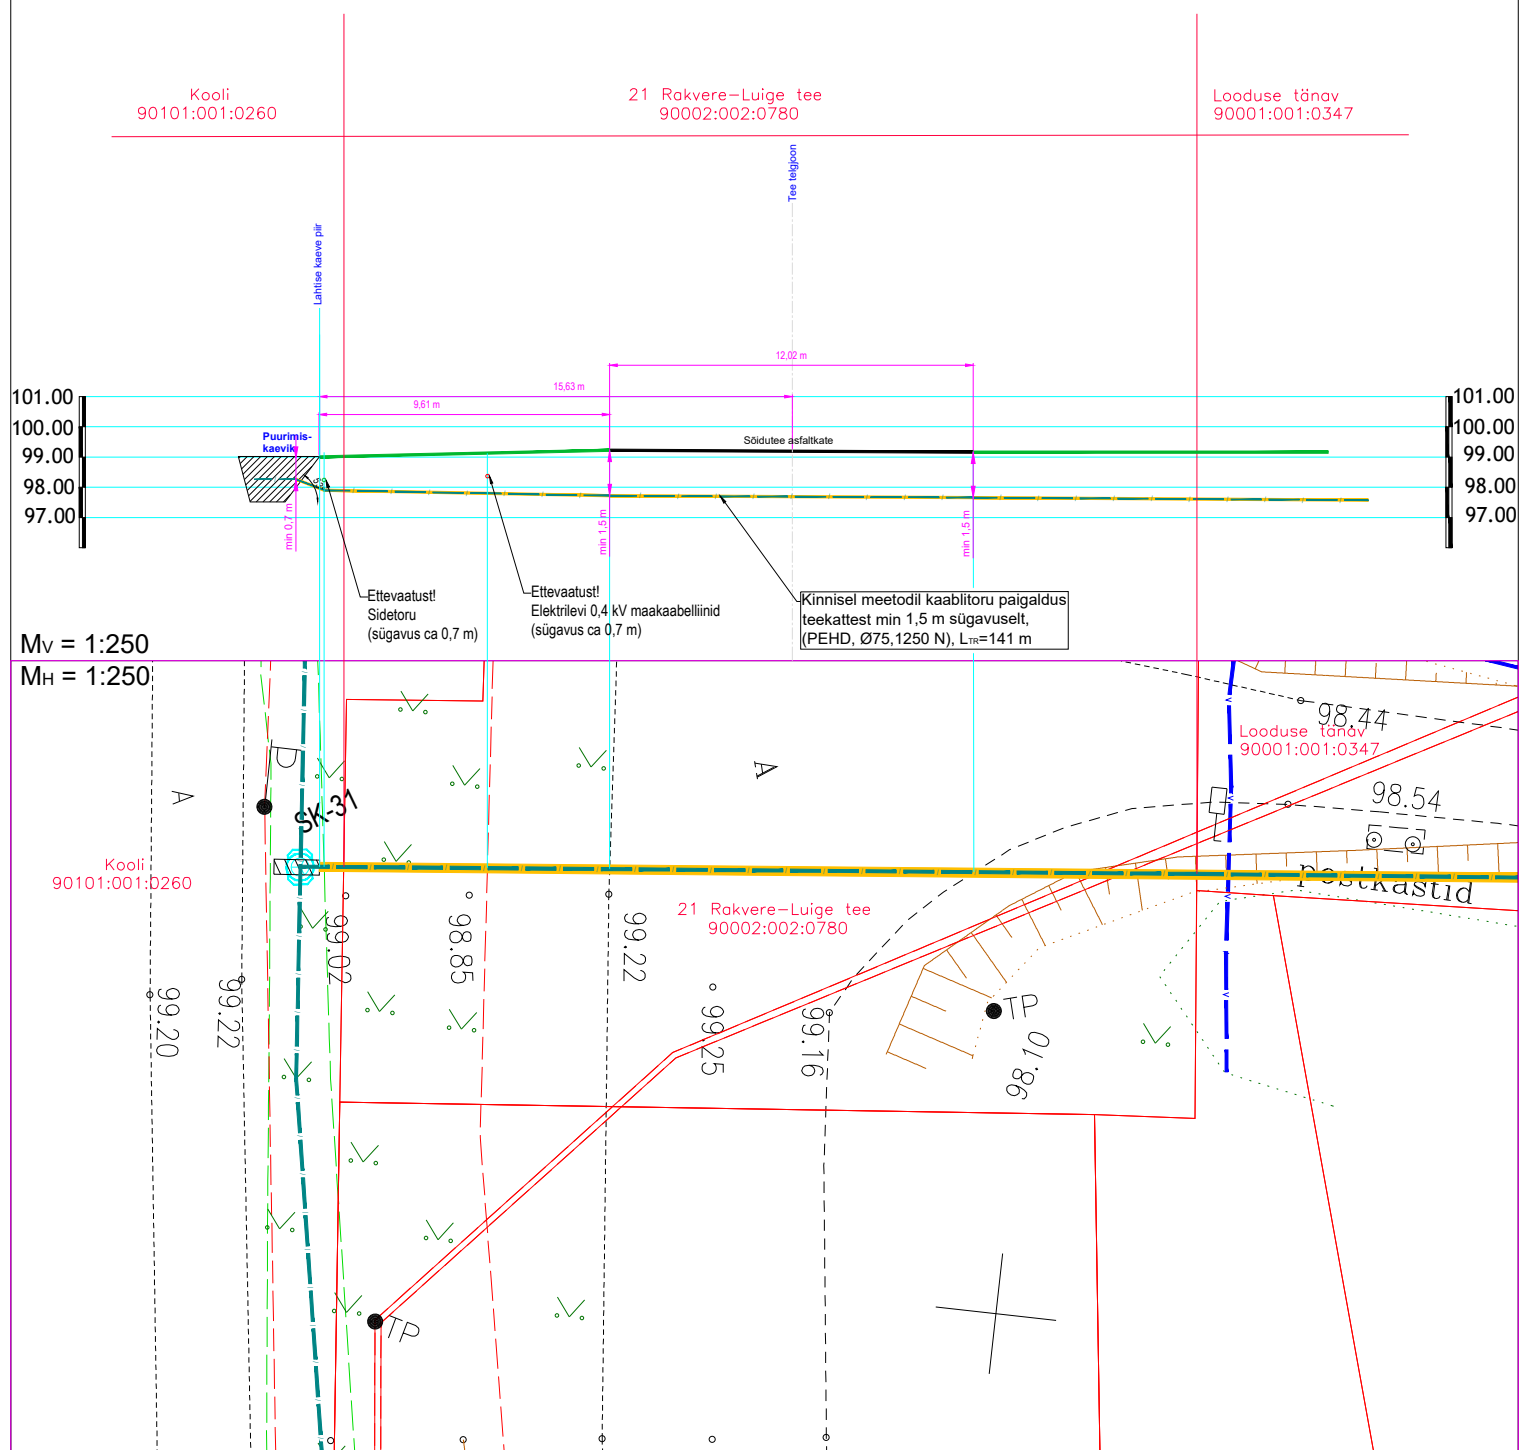 Kooli
90101:001:0260
21 Rakvere-Luige tee
90002:002:0780
Looduse tänav
90001:001:0347
Tee telgjoon
Lahtise kaeve piir
12,02 m
15,63 m
9,61 m
101.00
100.00
99.00
98.00
97.00
101.00
100.00
99.00
98.00
97.00
Puurimis-
kaevik
Sõidutee asfaltkate
min 0,7 m
min 1,5 m
min 1,5 m
Ettevaatust!
Sidetoru
(sügavus ca 0,7 m)
Ettevaatust!
Elektrilevi 0,4 kV maakaabelliinid
(sügavus ca 0,7 m)
Kinnisel meetodil kaablitoru paigaldus
teekattest min 1,5 m sügavuselt,
(PEHD, Ø75,1250 N), LTR=141 m
MV = 1:250
MH = 1:250
98.44
Looduse tänav
90001:001:0347
D
A
A
SK-31
98.54
Kooli
90101:001:0260
postkastid
21 Rakvere-Luige tee
90002:002:0780
99.02
98.85
99.22
99.20
99.22
99.25
99.16
TP
98.10
TP